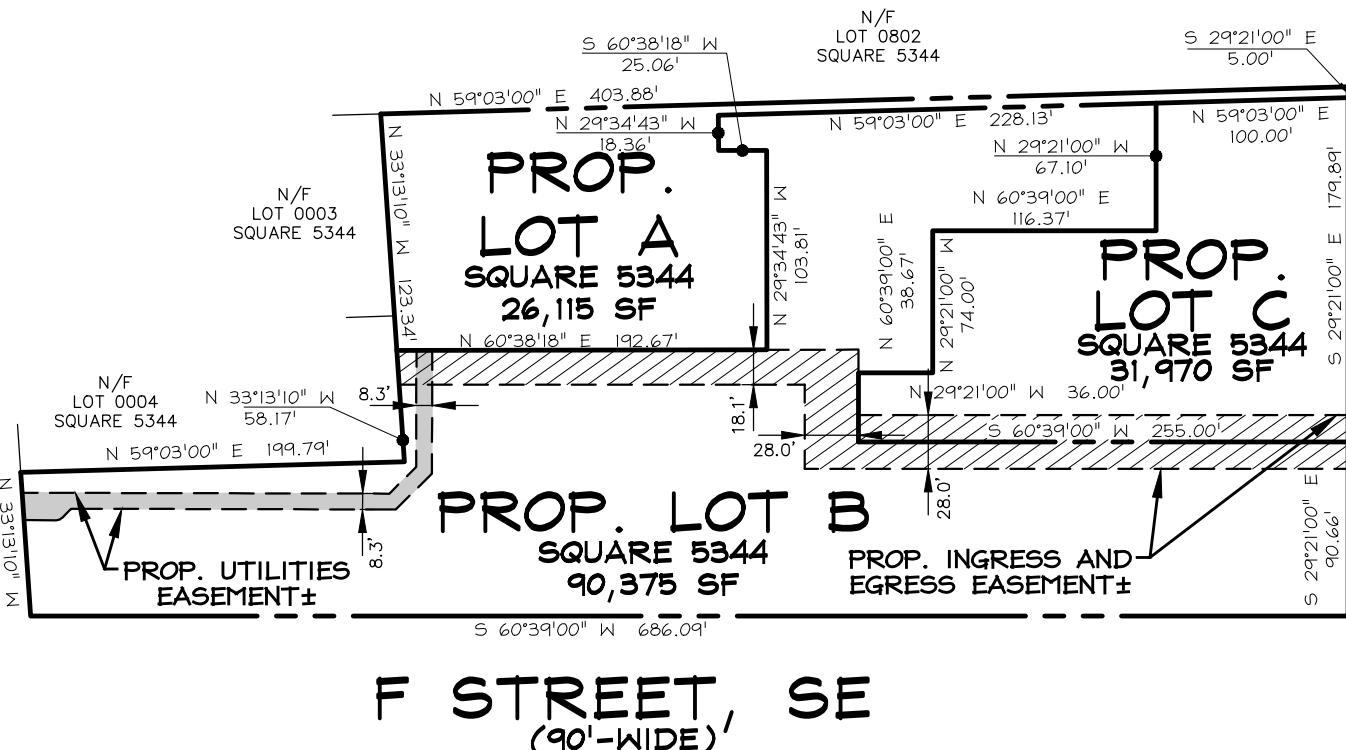 N/F
LOT 0802
SQUARE 5344
S 60°38'18" W
25.06'
S 29°21'00" E
5.00'
N 59°03'00" E 403.88'
N 29°34'43" W
18.36'
N 59°03'00" E 228.13'
N 59°03'00" E
100.00'
N 29°21'00" W
67.10'
N 33°13'10" W 123.34'
PROP.
LOT A
SQUARE 5344
26,115 SF
N/F
LOT 0003
SQUARE 5344
N 29°34'43" W
103.81'
N 60°39'00" E
38.67'
N 60°39'00" E
116.37'
N 29°21'00" W
74.00'
PROP.
LOT C
SQUARE 5344
31,970 SF
S 29°21'00" E 179.89'
N 60°38'18" E 192.67'
N/F
LOT 0004
SQUARE 5344
N 33°13'10" W
58.17'
8.3'
18.1'
N 29°21'00" W 36.00'
28.0'
S 60°39'00" W 255.00'
28.0'
N 59°03'00" E 199.79'
N 33°13'10" W
PROP. LOT B
SQUARE 5344
90,375 SF
8.3'
PROP. UTILITIES
EASEMENT±
PROP. INGRESS AND
EGRESS EASEMENT±
S 29°21'00" E
90.66'
S 60°39'00" W 686.09'
F STREET, SE
(90'-WIDE)